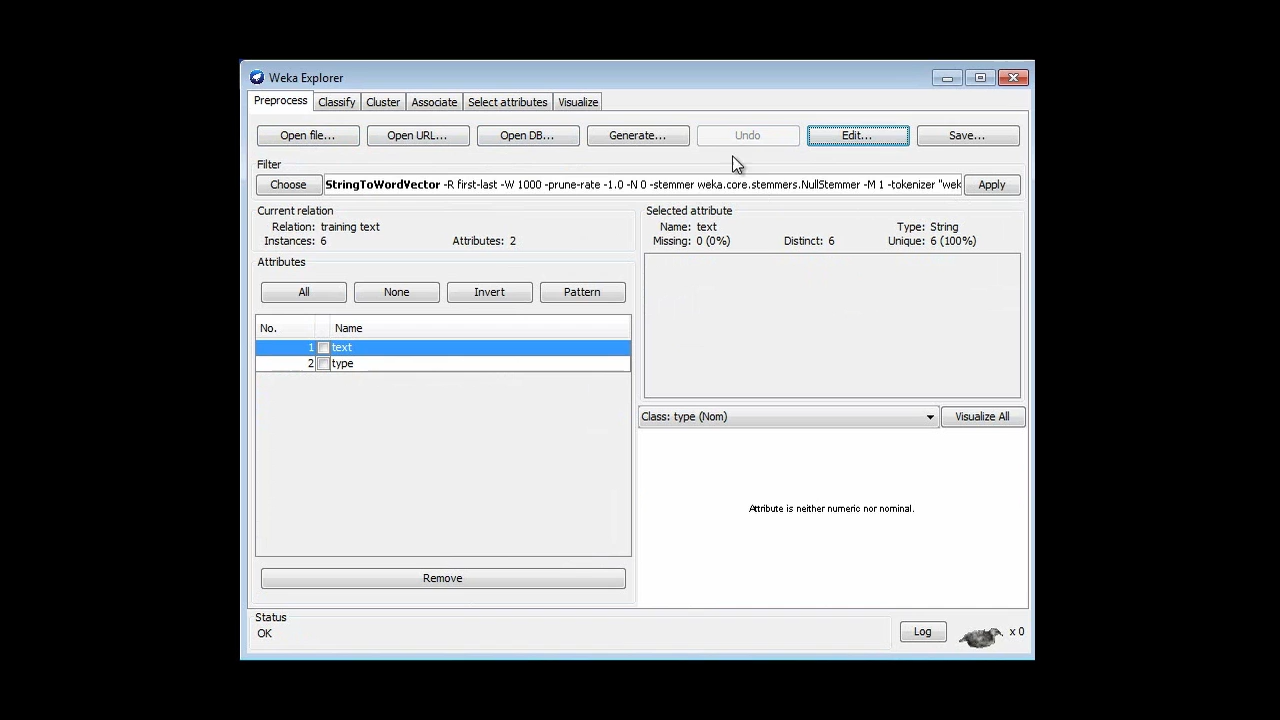 Weka Explorer
Preprocess Classify Cluster Associate Select attributes Visualize
Open file... Open URL... Open DB... Generate... Undo Edit... Save...
Filter
Choose StringToWordVector -R first-last -W 1000 -prune-rate -1.0 -N 0 -stemmer weka.core.stemmers.NullStemmer -M 1 -tokenizer "wek Apply
Current relation
Relation: training text
Instances: 6 Attributes: 2
Selected attribute
Name: text Type: String
Missing: 0 (0%) Distinct: 6 Unique: 6 (100%)
Attributes
All None Invert Pattern
No. Name
1 text
2 type
Remove
Class: type (Nom) Visualize All
Attribute is neither numeric nor nominal.
Status
OK
Log x 0